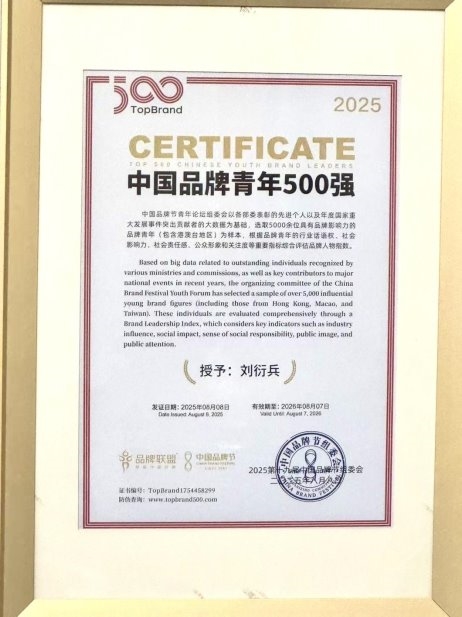 500
TopBrand
2025
CERTIFICATE
TOP 500 CHINESE YOUTH BRAND LEADERS
中国品牌青年500强
中国品牌节青年论坛组委会以各部委表彰的先进个人以及年度国家重
大发展事件突出贡献者的大数据为基础，选取5000余位具有品牌影响力的
品牌青年（包含港澳台地区）为样本，根据品牌青年的行业话语权、社会
影响力、社会责任感、公众形象和关注度等重要指标综合评估品牌人物指数。
Based on big data related to outstanding individuals recognized by
various ministries and commissions, as well as key contributors to major
national events in recent years, the organizing committee of the China
Brand Festival Youth Forum has selected a sample of over 5,000 influential
young brand figures (including those from Hong Kong, Macao, and
Taiwan). These individuals are evaluated comprehensively through a
Brand Leadership Index, which considers key indicators such as industry
influence, social impact, sense of social responsibility, public image, and
public attention.
授予：刘衍兵
发证日期：2025年08月08日
Date Issued: August 8, 2025
有效期至：2026年08月07日
Valid Until: August 7, 2026
品牌联盟
中国品牌节
2025第十九届中国品牌节组委会
二〇二五年八月八日
证书编号：TopBrand1754458299
防伪查询：www.topbrand500.com